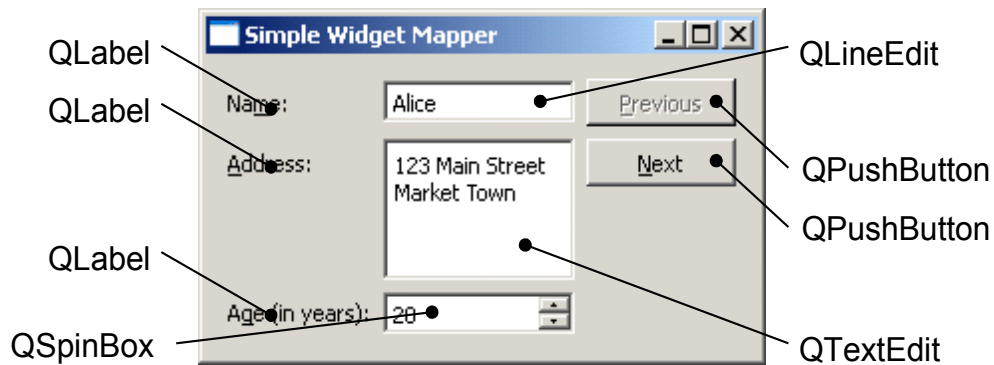 Simple Widget Mapper
QLabel
QLineEdit
Name:
Alice
Previous
QLabel
Address:
123 Main Street
Market Town
Next
QPushButton
QPushButton
QLabel
Age (in years):
20
QSpinBox
QTextEdit